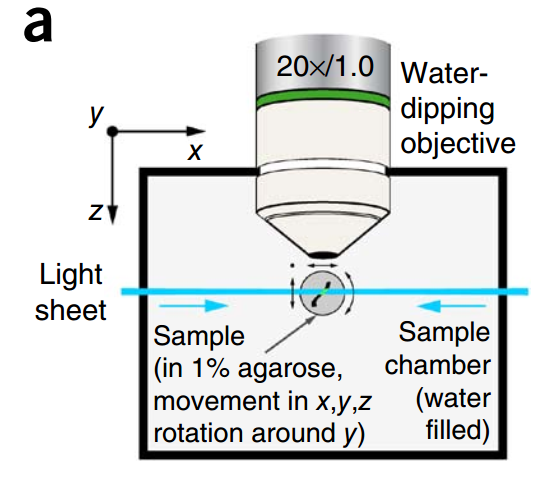 a
20×/1.0
Water-
dipping
objective
y
x
z
Light
sheet
Sample
(in 1% agarose,
movement in x,y,z
rotation around y)
Sample
chamber
(water
filled)